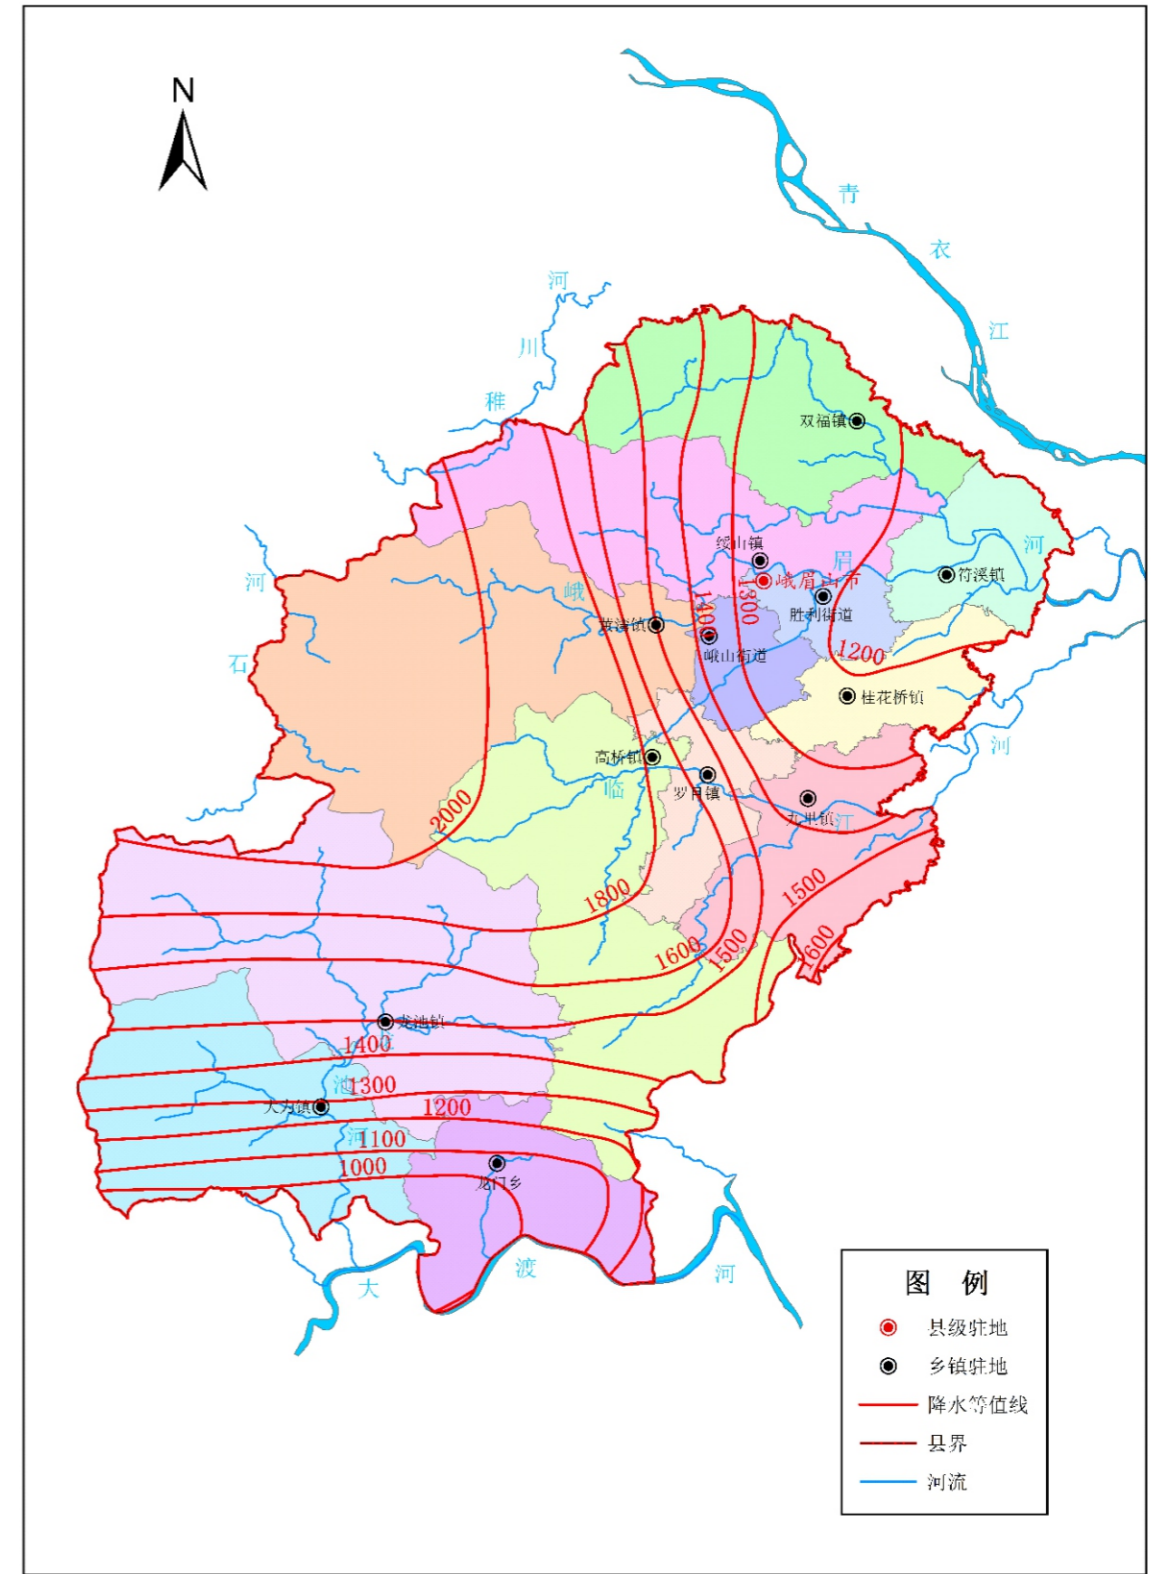 N
青
衣
江
河
川
稚
双福镇
绥山镇
眉
河
符溪镇
峨眉山市
1300
河
峨
胜利街道
黄湾镇
1400
峨山街道
石
1200
桂花桥镇
河
高桥镇
临
罗目镇
九里镇
江
2000
1800
1500
1600
1500
1600
龙池镇
1400
池
1300
大为镇
1200
河
1100
1000
龙门乡
大
渡
河
图 例
县级驻地
乡镇驻地
降水等值线
县界
河流